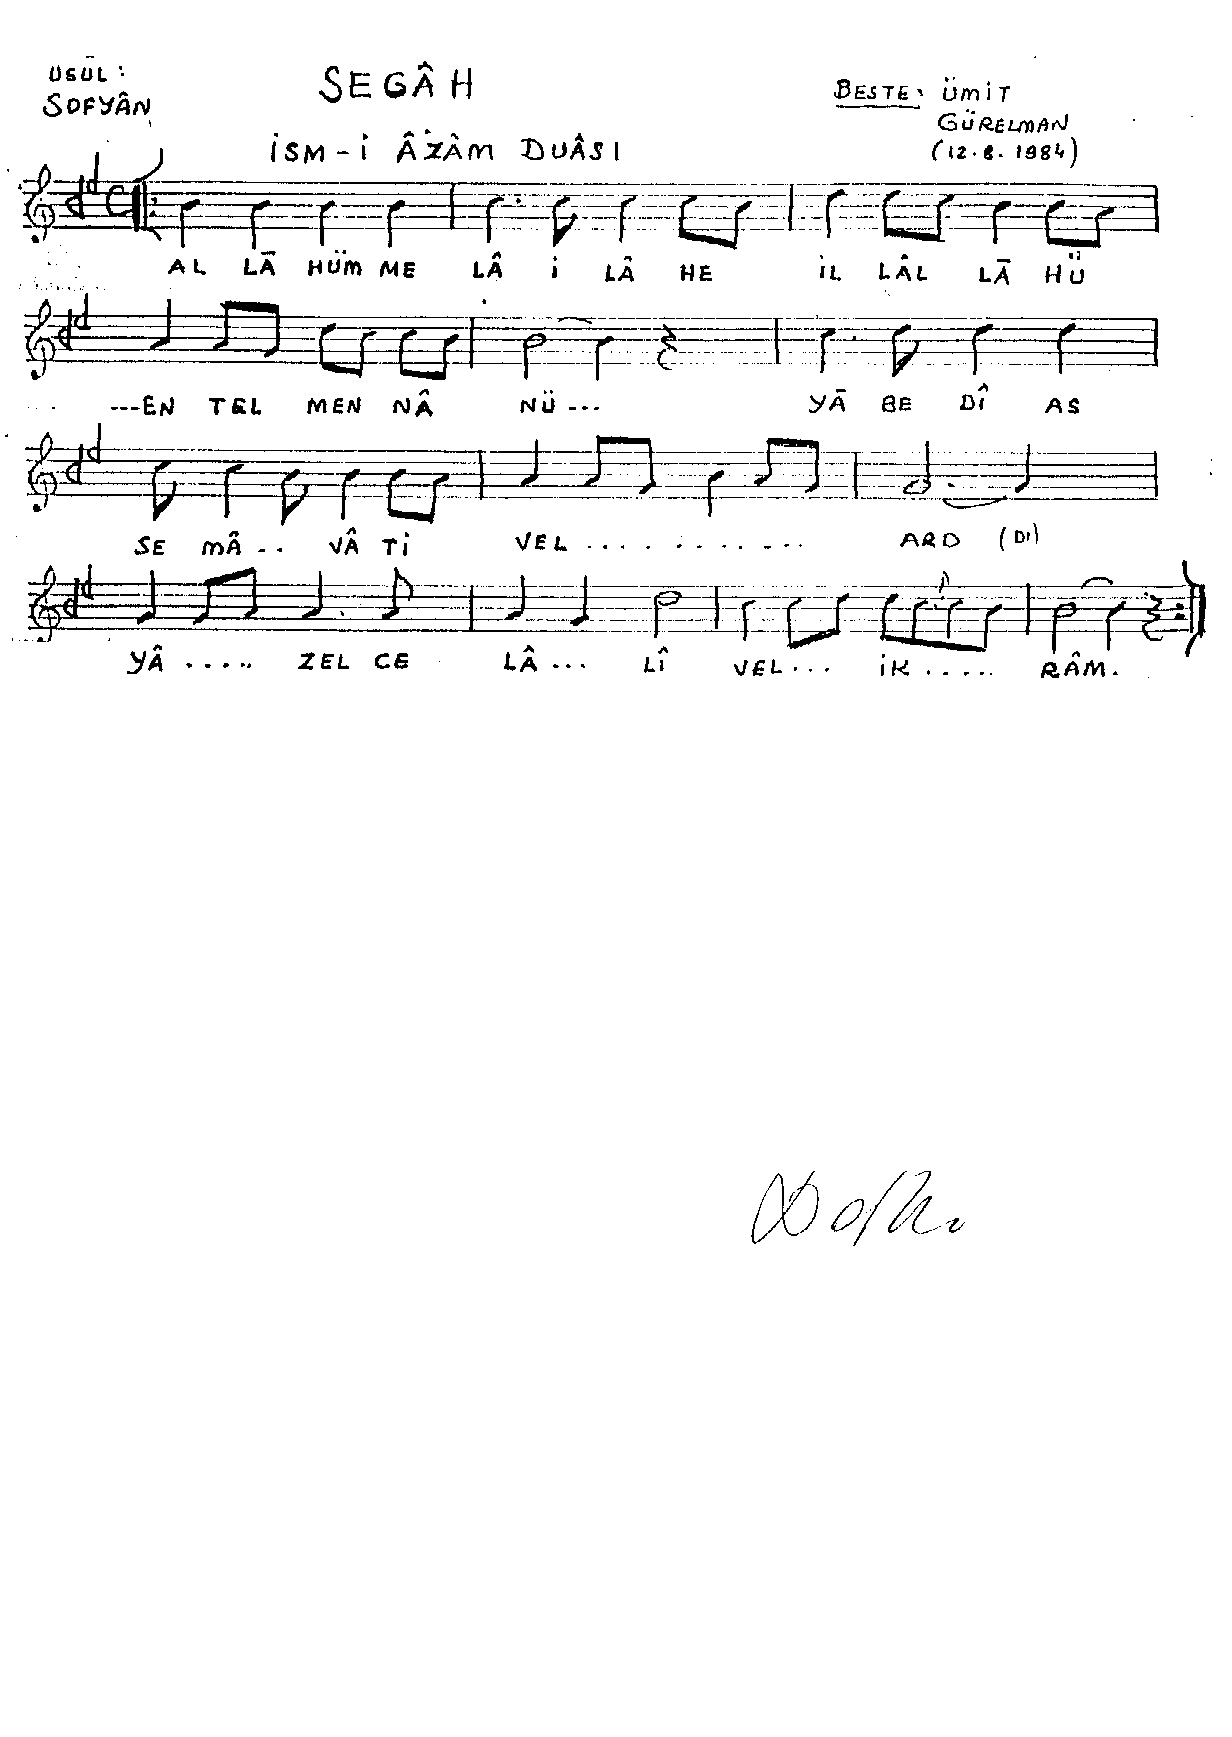 USÛL:
SOFYÂN
SEGÂH
BESTE: ÜMİT
GÜRELMAN
(12.8.1984)
İSM-İ ÂZÂM DUÂSI
AL LĀ HÜM ME LÂ İ LÂ HE İL LÂL LĀ HÜ
---EN TEL MEN NÂ NÜ--- YĀ BE DÎ AS
SE MÂ-- VÂ Tİ VEL .......... ARD (DI)
YÂ ..... ZEL CE LÂ... LÎ VEL... İK ..... RÂM.